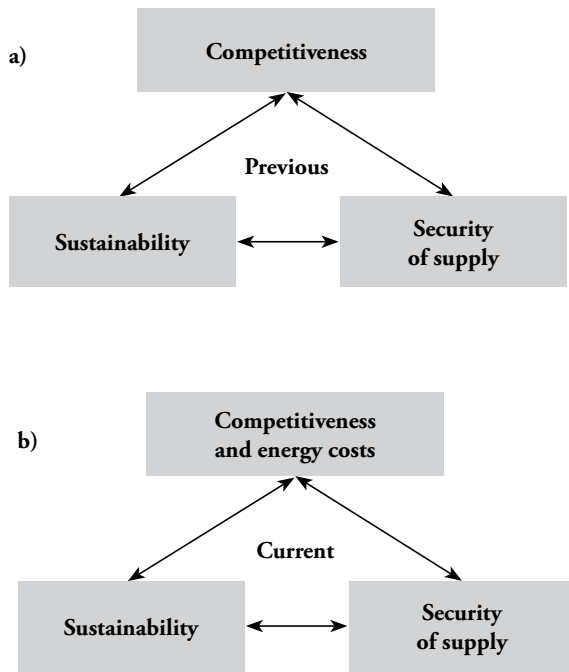 a)
Competitiveness
Previous
Sustainability
Security
of supply
b)
Competitiveness
and energy costs
Current
Sustainability
Security
of supply